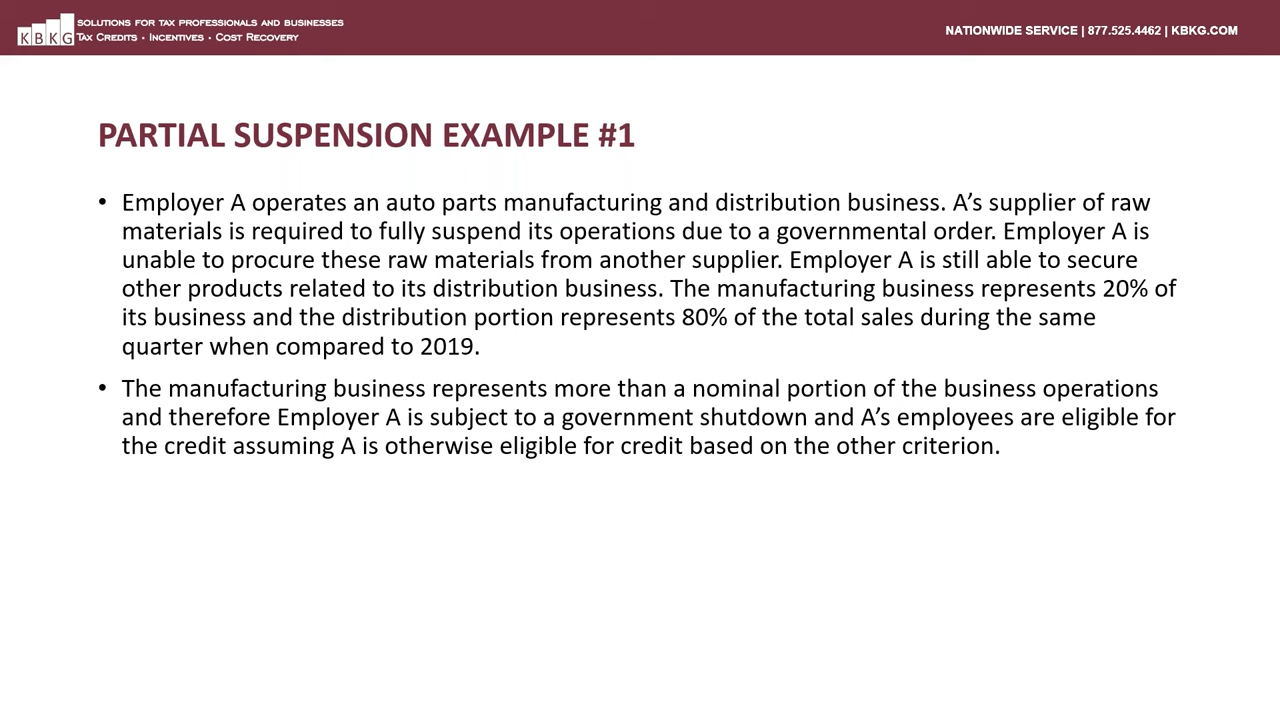 KBKG
SOLUTIONS FOR TAX PROFESSIONALS AND BUSINESSES
TAX CREDITS · INCENTIVES · COST RECOVERY
NATIONWIDE SERVICE | 877.525.4462 | KBKG.COM
PARTIAL SUSPENSION EXAMPLE #1
• Employer A operates an auto parts manufacturing and distribution business. A’s supplier of raw
materials is required to fully suspend its operations due to a governmental order. Employer A is
unable to procure these raw materials from another supplier. Employer A is still able to secure
other products related to its distribution business. The manufacturing business represents 20% of
its business and the distribution portion represents 80% of the total sales during the same
quarter when compared to 2019.
• The manufacturing business represents more than a nominal portion of the business operations
and therefore Employer A is subject to a government shutdown and A’s employees are eligible for
the credit assuming A is otherwise eligible for credit based on the other criterion.